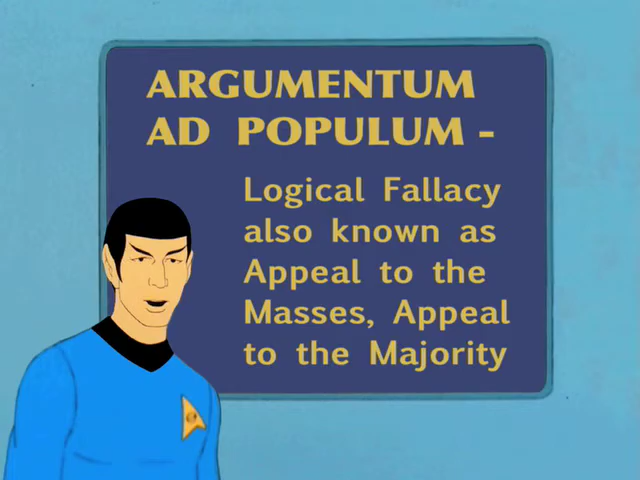 ARGUMENTUM
AD POPULUM -
Logical Fallacy
also known as
Appeal to the
Masses, Appeal
to the Majority